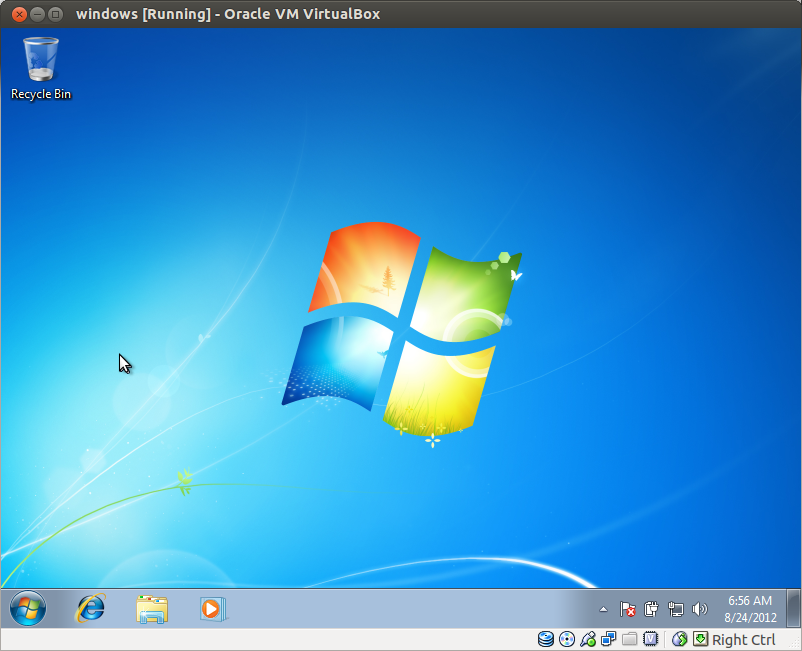 windows [Running] - Oracle VM VirtualBox
Recycle Bin
6:56 AM
8/24/2012
Right Ctrl